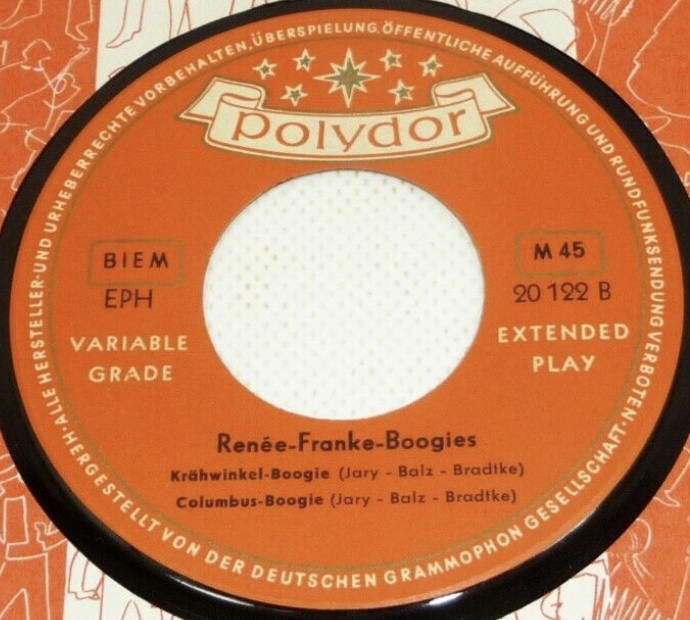 ALLE HERSTELLER-UND URHEBERRECHTE VORBEHALTEN, ÜBERSPIELUNG, ÖFFENTLICHE AUFFÜHRUNG UND RUNDFUNKSENDUNG VERBOTEN·
polydor
BIEM
EPH
VARIABLE
GRADE
M 45
20 122 B
EXTENDED
PLAY
Renée-Franke-Boogies
Krähwinkel-Boogie (Jary - Balz - Bradtke)
Columbus-Boogie (Jary - Balz - Bradtke)
·HERGESTELLT VON DER DEUTSCHEN GRAMMOPHON GESELLSCHAFT·